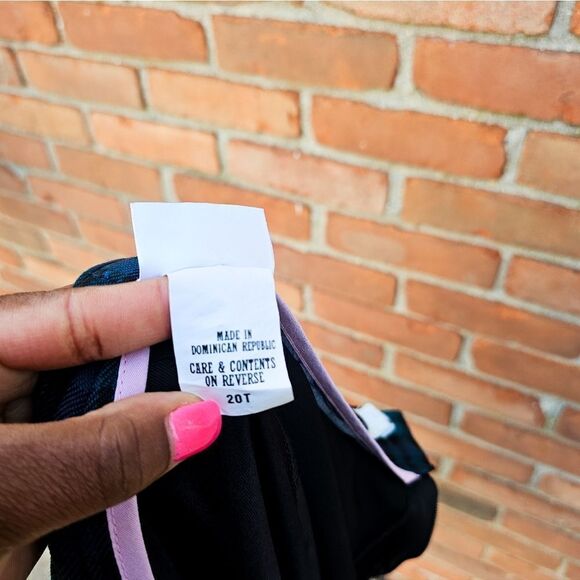 MADE IN
DOMINICAN REPUBLIC
CARE & CONTENTS
ON REVERSE
20T